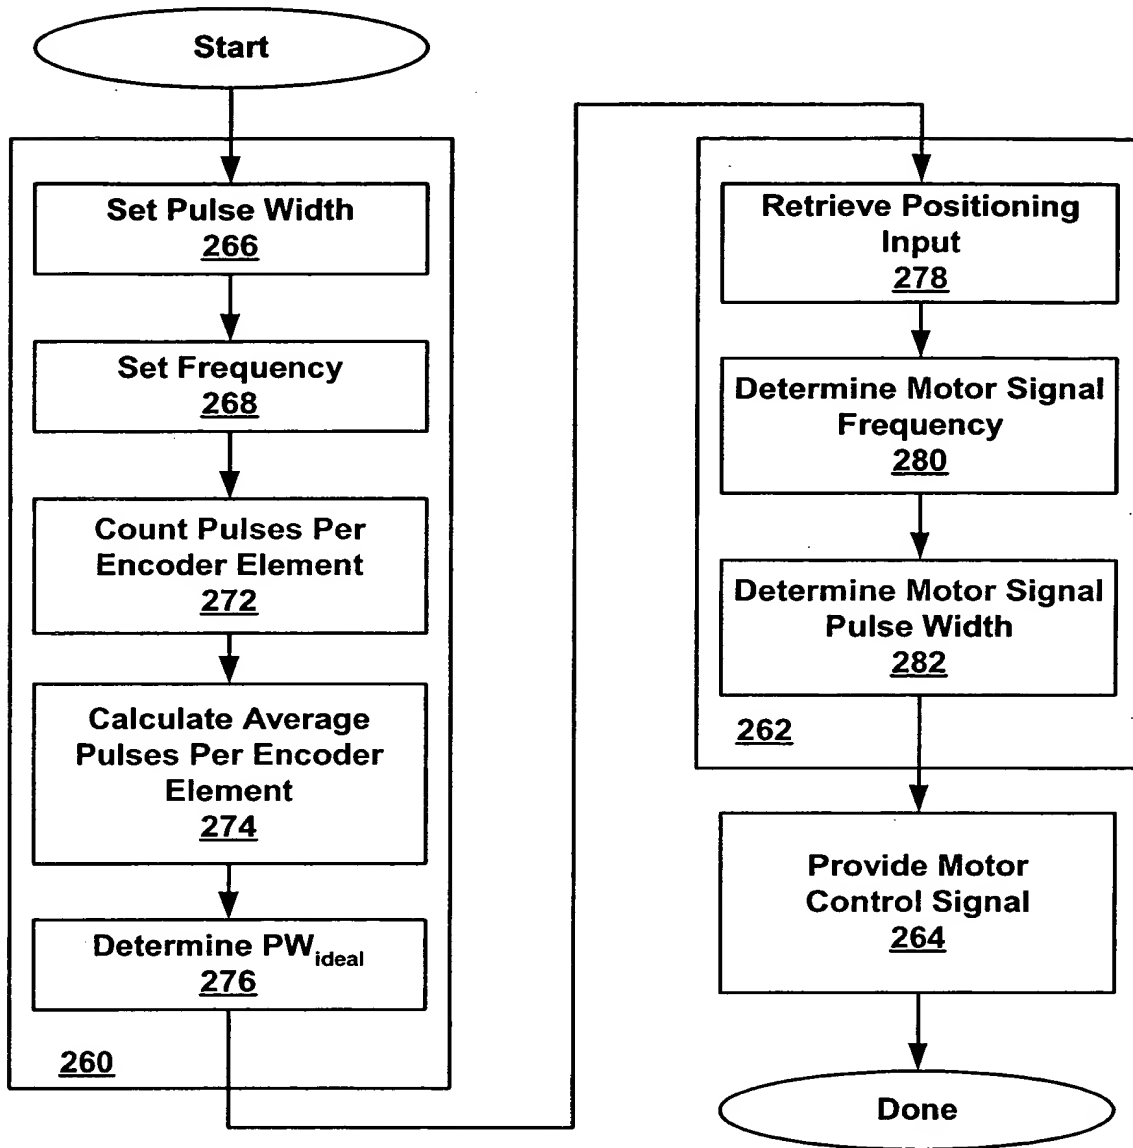 Start
Set Pulse Width
266
Set Frequency
268
Count Pulses Per
Encoder Element
272
Calculate Average
Pulses Per Encoder
Element
274
Determine PWideal
276
260
Retrieve Positioning
Input
278
Determine Motor Signal
Frequency
280
Determine Motor Signal
Pulse Width
282
262
Provide Motor
Control Signal
264
Done